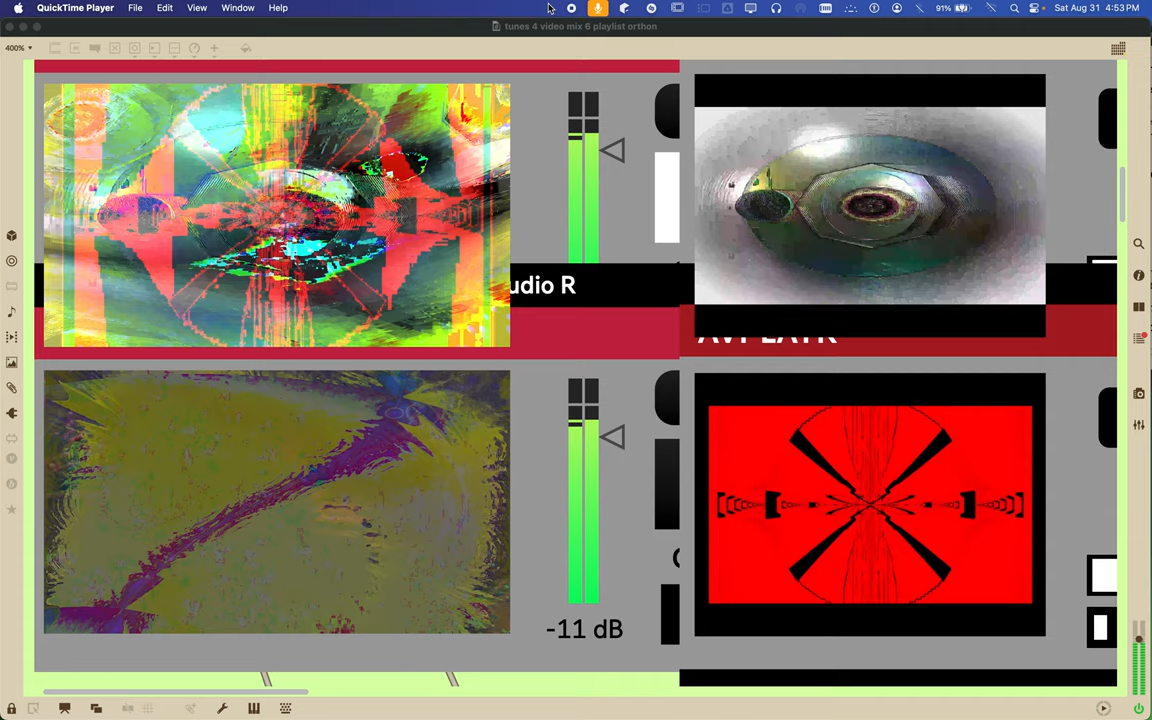 QuickTime Player File Edit View Window Help 91% Sat Aug 31 4:53 PM
tunes 4 video mix 6 playlist orthon
400%
udio R
-11 dB